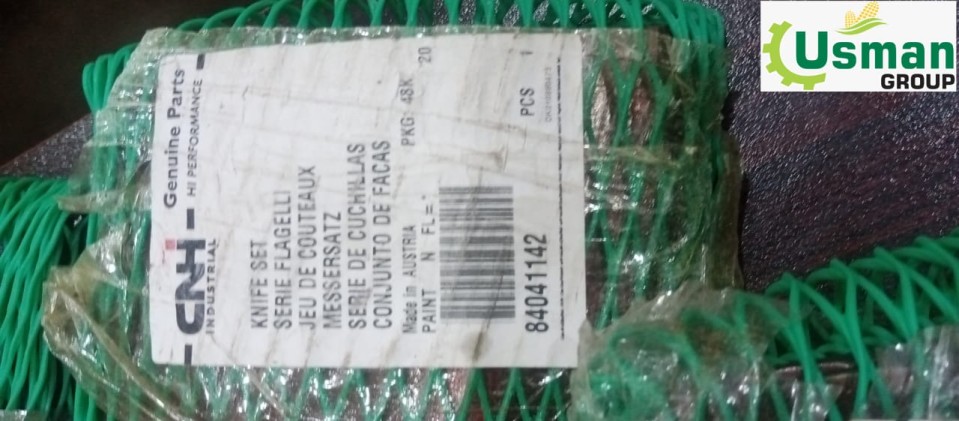 Usman
GROUP
CNH
INDUSTRIAL
Genuine Parts
HI PERFORMANCE
KNIFE SET
SERIE FLAGELLI
JEU DE COUTEAUX
MESSERSATZ
SERIE DE CUCHILLAS
CONJUNTO DE FACAS
Made in AUSTRIA PKG: 48K 20
PAINT N FL=*
84041142 PCS 1